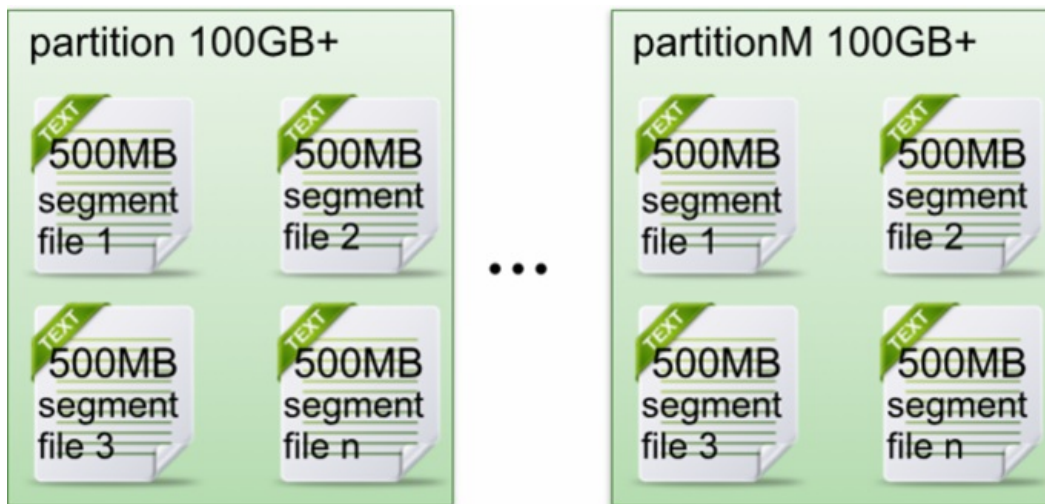 partition 100GB+
TEXT
500MB
segment
file 1
TEXT
500MB
segment
file 2
TEXT
500MB
segment
file 3
TEXT
500MB
segment
file n
...
partitionM 100GB+
TEXT
500MB
segment
file 1
TEXT
500MB
segment
file 2
TEXT
500MB
segment
file 3
TEXT
500MB
segment
file n